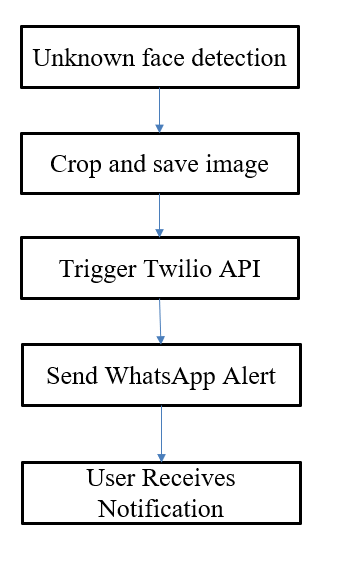 Unknown face detection
Crop and save image
Trigger Twilio API
Send WhatsApp Alert
User Receives
Notification